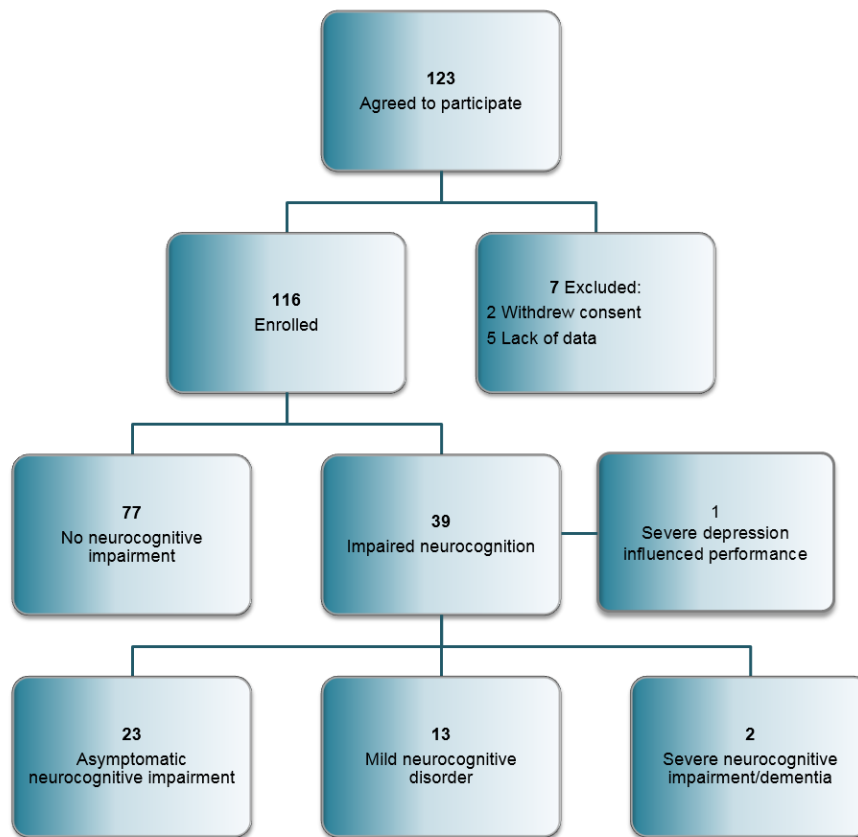 123
Agreed to participate
116
Enrolled
7 Excluded:
2 Withdrew consent
5 Lack of data
77
No neurocognitive
impairment
39
Impaired neurocognition
1
Severe depression
influenced performance
23
Asymptomatic
neurocognitive impairment
13
Mild neurocognitive
disorder
2
Severe neurocognitive
impairment/dementia